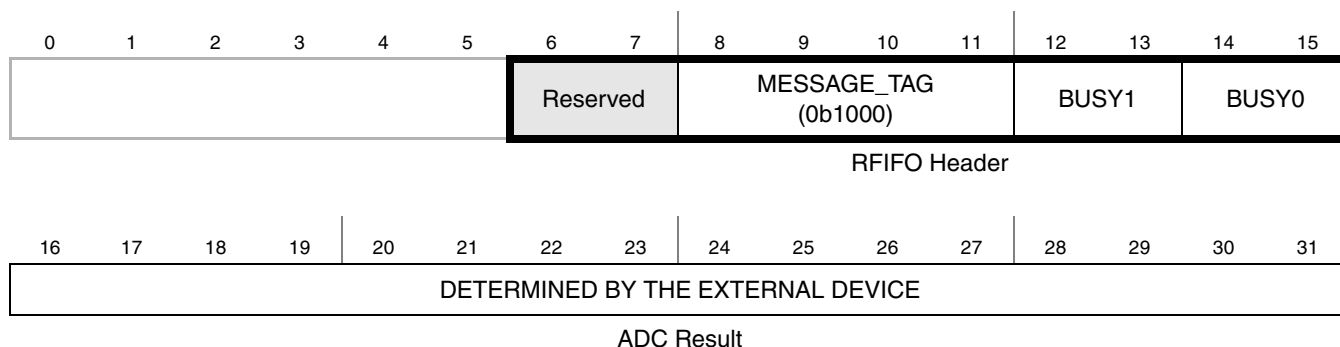 0 1 2 3 4 5 6 7 8 9 10 11 12 13 14 15
Reserved MESSAGE_TAG (0b1000) BUSY1 BUSY0
RFIFO Header
16 17 18 19 20 21 22 23 24 25 26 27 28 29 30 31
DETERMINED BY THE EXTERNAL DEVICE
ADC Result